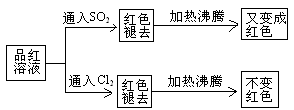 通入SO₂
红色
褪去
加热沸腾
又变成
红色
品红
溶液
通入Cl₂
红色
褪去
加热沸腾
不变
红色